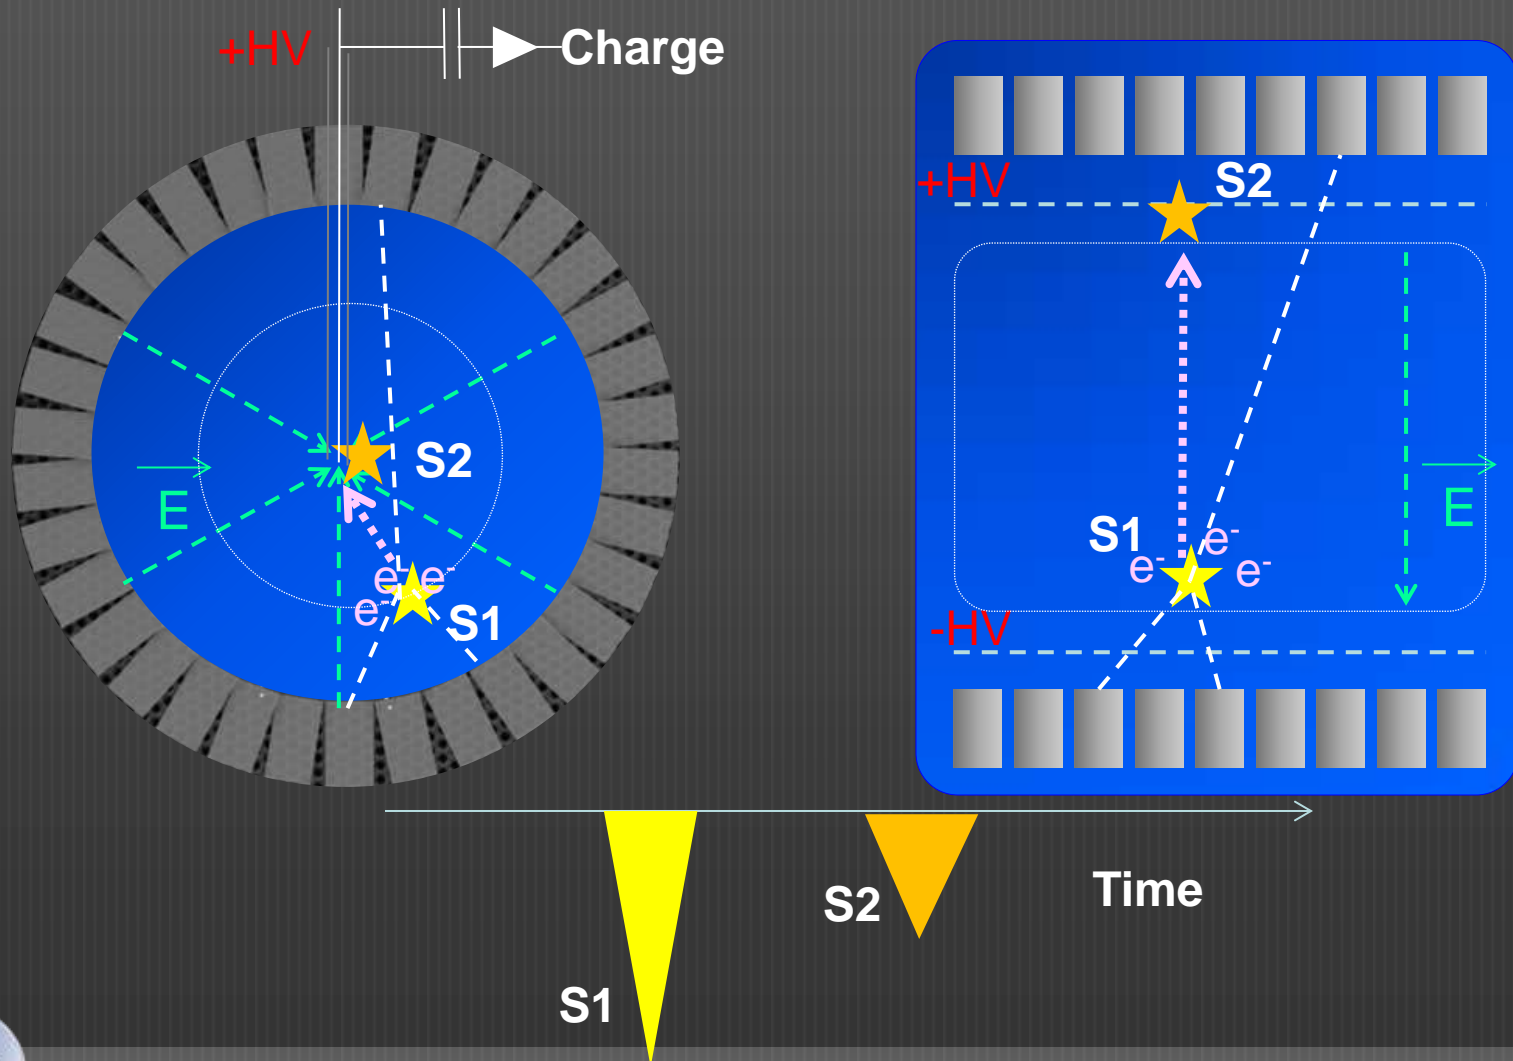 +HV
Charge
S2
E
e-
e-
e-
S1
+HV
S2
S1
e-
e-
e-
E
-HV
S2
Time
S1